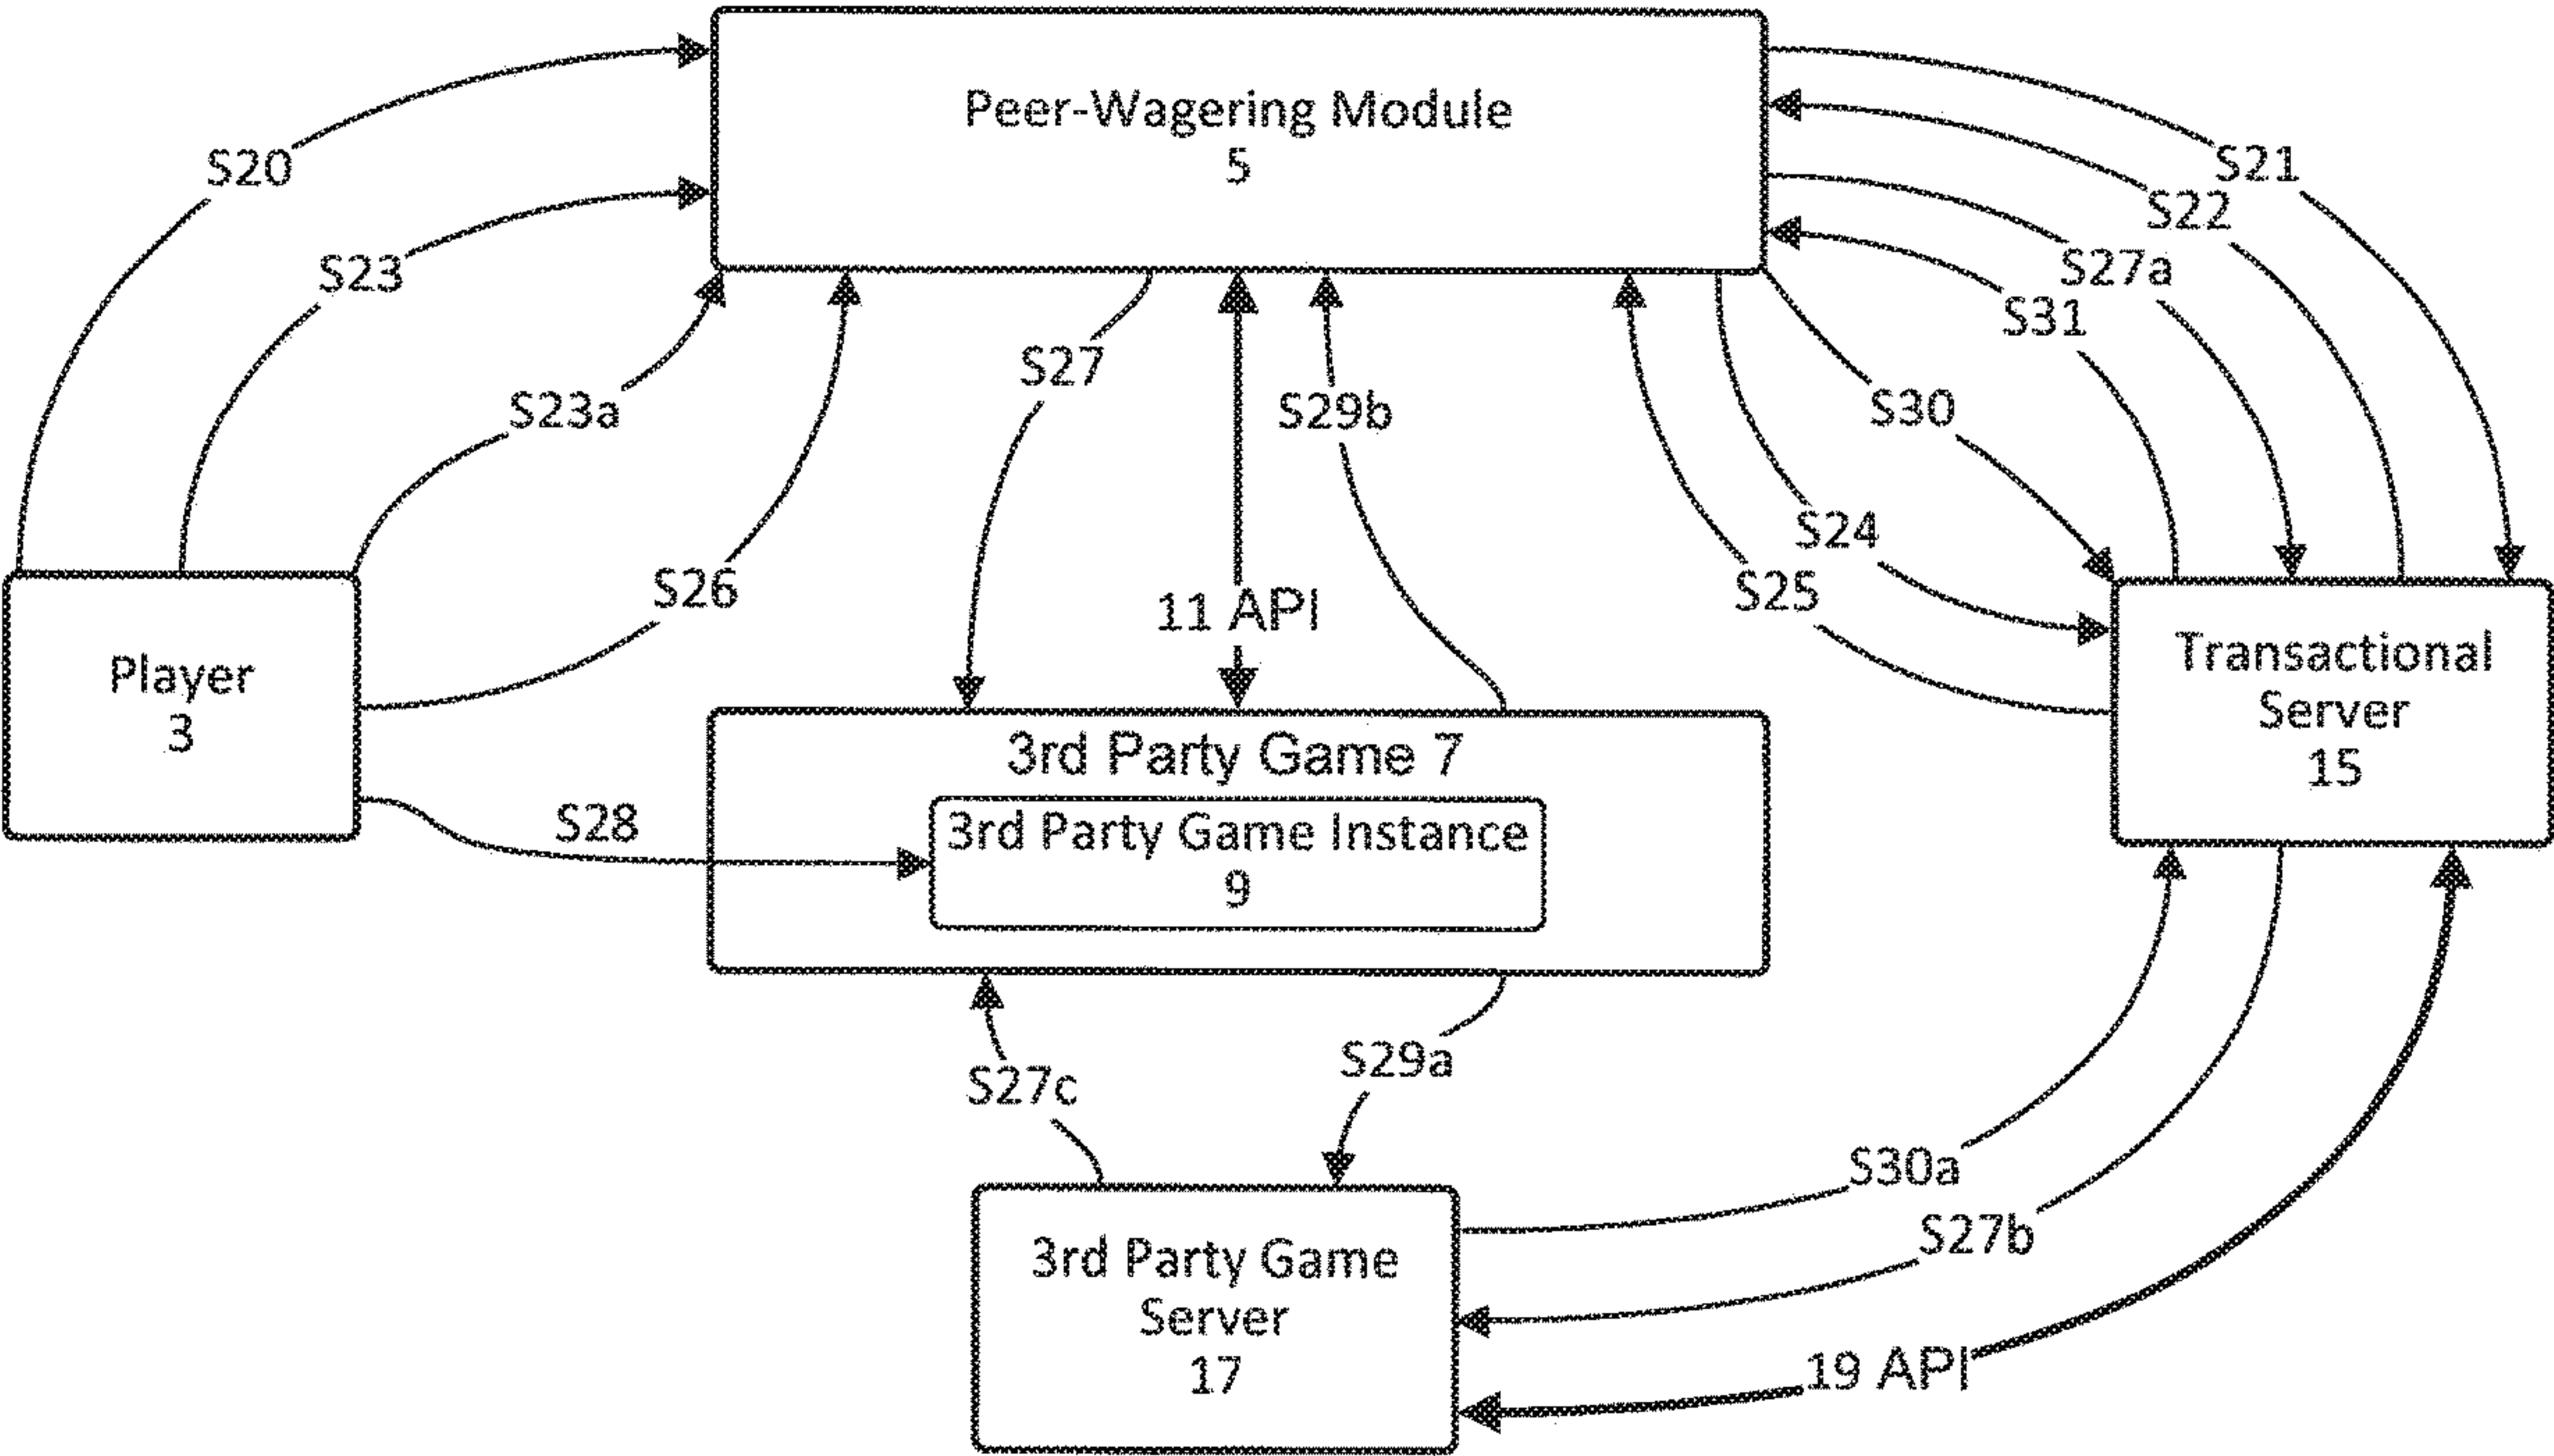 Peer-Wagering Module
5
S20
S21
S22
S23
S27a
S31
S27
S23a
S29b
S30
S24
S26
S25
11 API
Player
3
Transactional
Server
15
3rd Party Game 7
S28
3rd Party Game Instance
9
S27c
S29a
S30a
S27b
3rd Party Game
Server
17
19 API